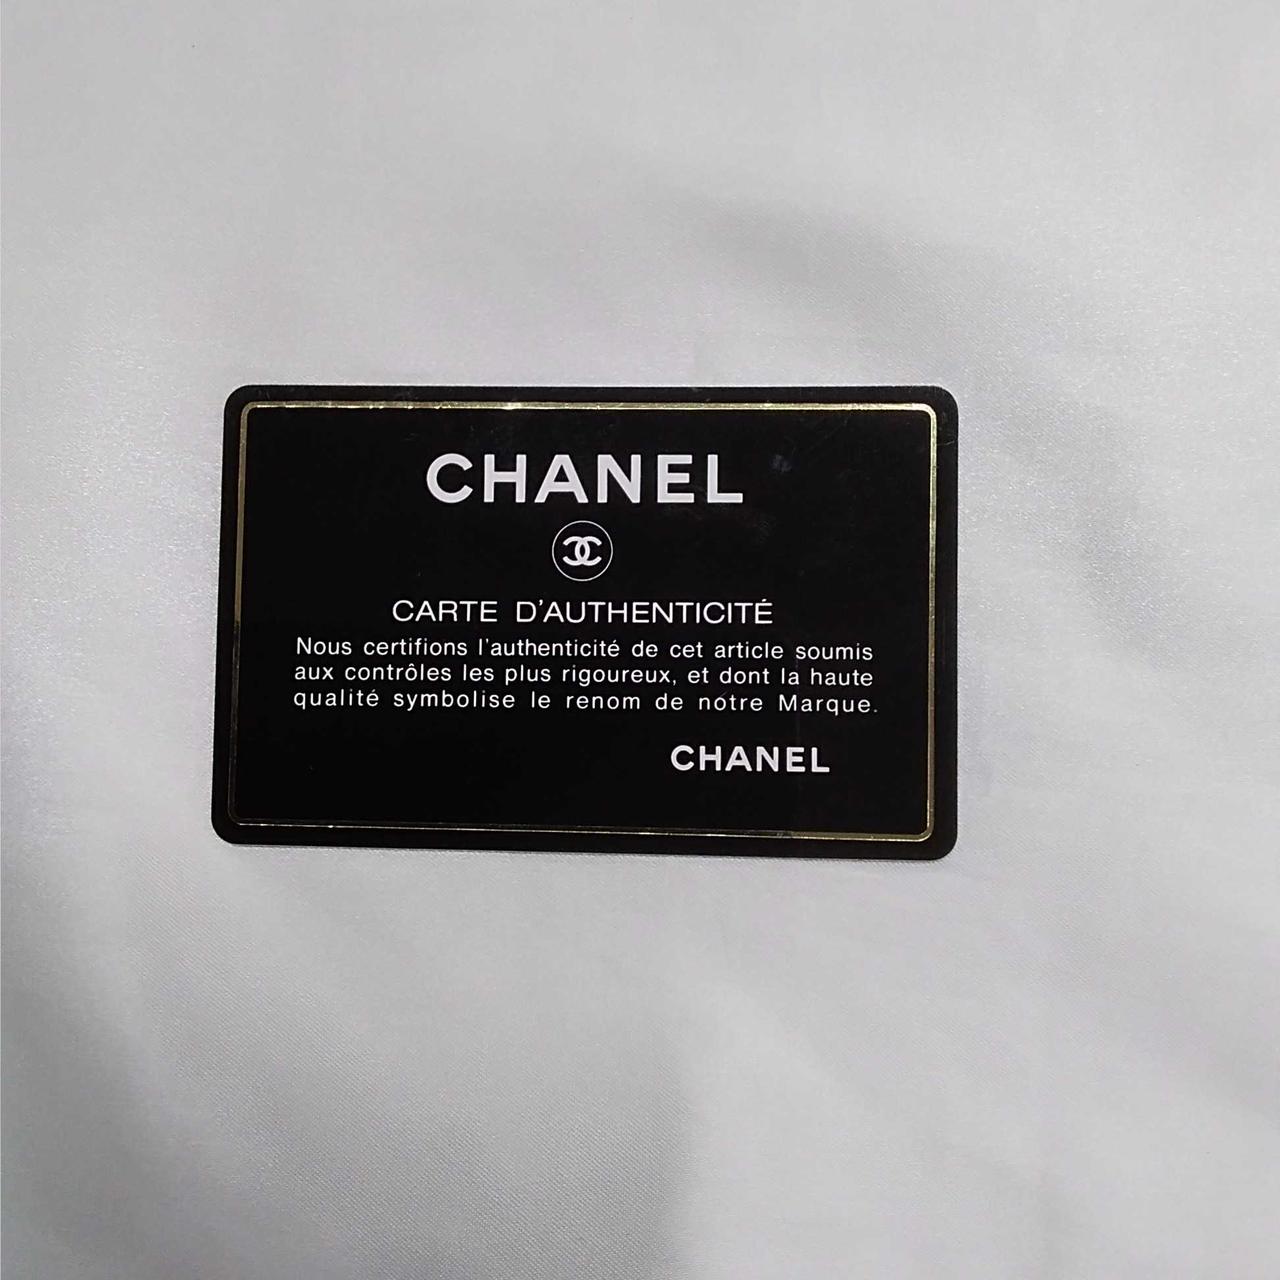 CHANEL
CARTE D'AUTHENTICITÉ
Nous certifions l'authenticité de cet article soumis
aux contrôles les plus rigoureux, et dont la haute
qualité symbolise le renom de notre Marque.
CHANEL